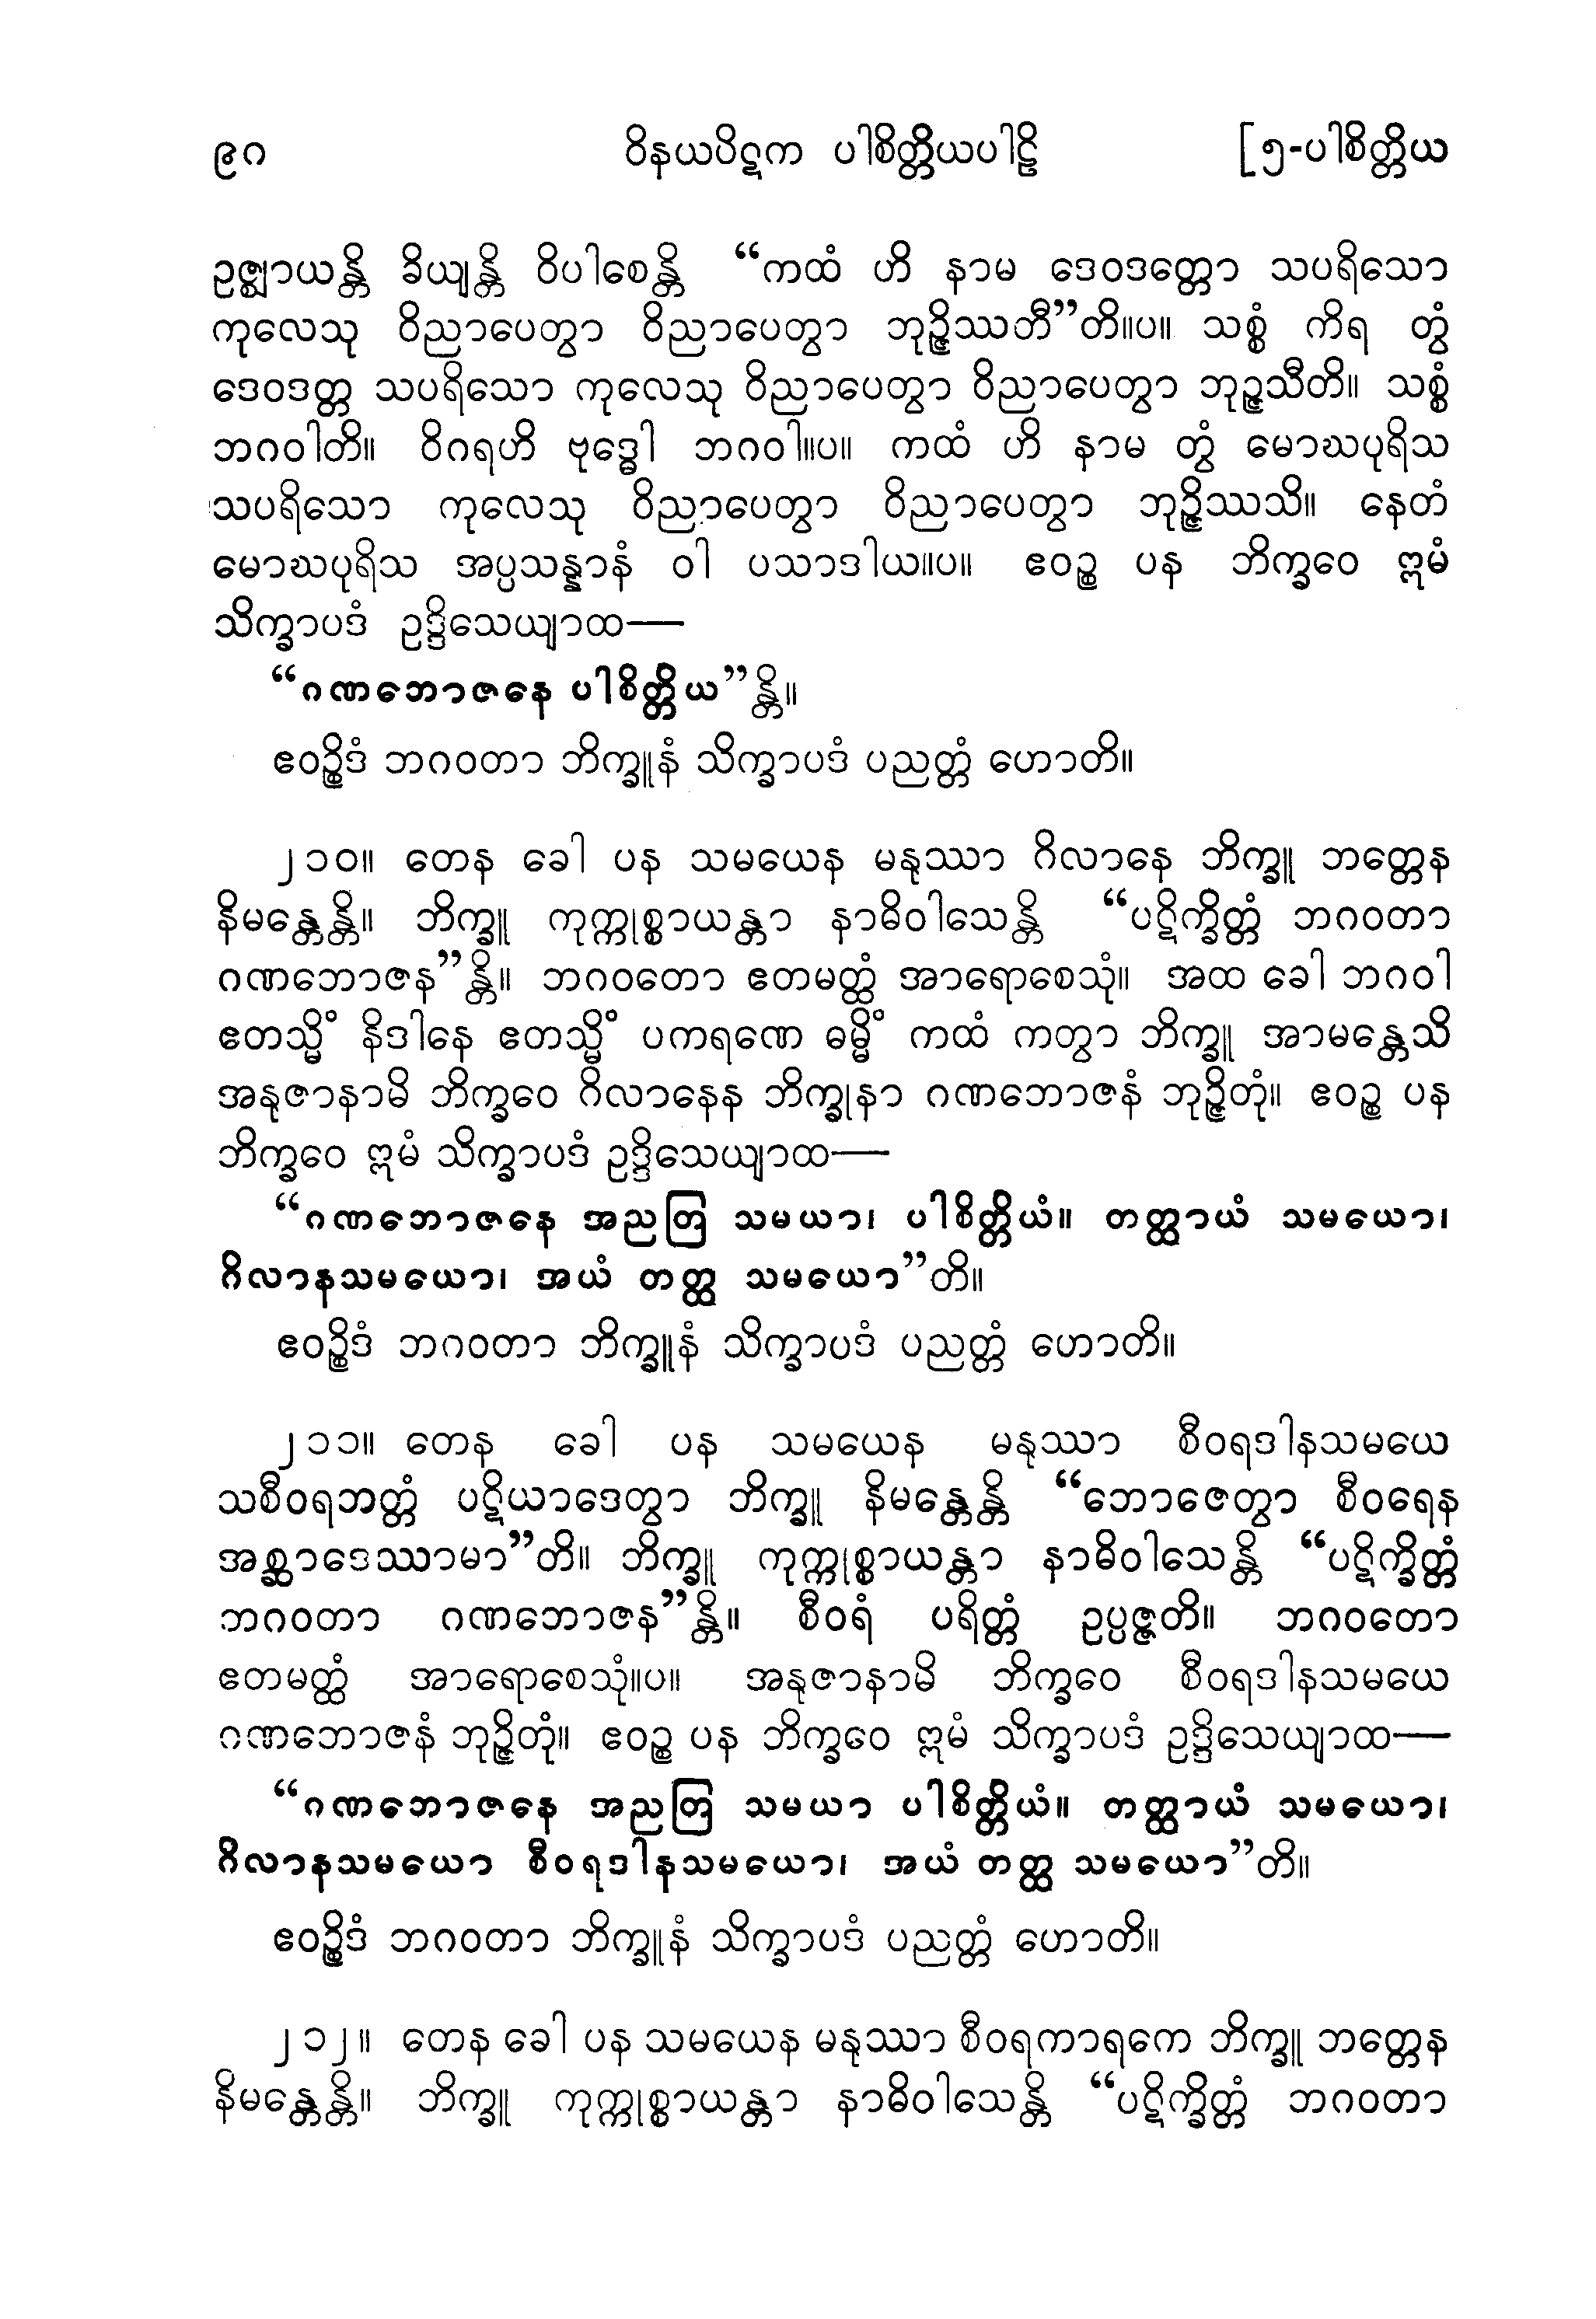 ၉ဂ ဝိနယပိဋက ပါစိတ္တိယပါဠိ [၅-ပါစိတ္တိယ
ဥဇ္ဈာယန္တိ ခိယျန္တိ ဝိပါစေန္တိ “ကထံ ဟိ နာမ ဒေဝဒတ္တော သပရိသော
ကုလေသု ဝိညာပေတွာ ဝိညာပေတွာ ဘုဉ္ဇိဿတီ”တိ။ပ။ သစ္စံ ကိရ တွံ
ဒေဝဒတ္တ သပရိသော ကုလေသု ဝိညာပေတွာ ဝိညာပေတွာ ဘုဉ္ဇသီတိ။ သစ္စံ
ဘဂဝါတိ။ ဝိဂရဟိ ဗုဒ္ဓေါ ဘဂဝါ။ပ။ ကထံ ဟိ နာမ တွံ မောဃပုရိသ
သပရိသော ကုလေသု ဝိညာပေတွာ ဝိညာပေတွာ ဘုဉ္ဇိဿသိ။ နေတံ
မောဃပုရိသ အပ္ပသန္နာနံ ဝါ ပသာဒါယ။ပ။ ဧဝဉ္စ ပန ဘိက္ခဝေ ဣမံ
သိက္ခာပဒံ ဥဒ္ဒိသေယျာထ—
“ဂဏဘောဇနေ ပါစိတ္တိယ”န္တိ။
ဧဝဉ္စိဒံ ဘဂဝတာ ဘိက္ခူနံ သိက္ခာပဒံ ပညတ္တံ ဟောတိ။
၂၁၀။ တေန ခေါ ပန သမယေန မနုဿာ ဂိလာနေ ဘိက္ခူ ဘတ္တေန
နိမန္တေန္တိ။ ဘိက္ခူ ကုက္ကုစ္စာယန္တာ နာဓိဝါသေန္တိ “ပဋိက္ခိတ္တံ ဘဂဝတာ
ဂဏဘောဇန”န္တိ။ ဘဂဝတော ဧတမတ္ထံ အာရောစေသုံ။ အထ ခေါ ဘဂဝါ
ဧတသ္မိံ နိဒါနေ ဧတသ္မိံ ပကရဏေ ဓမ္မိံ ကထံ ကတွာ ဘိက္ခူ အာမန္တေသိ
အနုဇာနာမိ ဘိက္ခဝေ ဂိလာနေန ဘိက္ခုနာ ဂဏဘောဇနံ ဘုဉ္ဇိတုံ။ ဧဝဉ္စ ပန
ဘိက္ခဝေ ဣမံ သိက္ခာပဒံ ဥဒ္ဒိသေယျာထ—
“ဂဏဘောဇနေ အညတြ သမယာ၊ ပါစိတ္တိယံ။ တတ္ထာယံ သမယော၊
ဂိလာနသမယော၊ အယံ တတ္ထ သမယော”တိ။
ဧဝဉ္စိဒံ ဘဂဝတာ ဘိက္ခူနံ သိက္ခာပဒံ ပညတ္တံ ဟောတိ။
၂၁၁။ တေန ခေါ ပန သမယေန မနုဿာ စီဝရဒါနသမယေ
သစီဝရဘတ္တံ ပဋိယာဒေတွာ ဘိက္ခူ နိမန္တေန္တိ “ဘောဇေတွာ စီဝရေန
အစ္ဆာဒေဿာမာ”တိ။ ဘိက္ခူ ကုက္ကုစ္စာယန္တာ နာဓိဝါသေန္တိ “ပဋိက္ခိတ္တံ
ဘဂဝတာ ဂဏဘောဇန”န္တိ။ စီဝရံ ပရိတ္တံ ဥပ္ပဇ္ဇတိ။ ဘဂဝတော
ဧတမတ္ထံ အာရောစေသုံ။ပ။ အနုဇာနာမိ ဘိက္ခဝေ စီဝရဒါနသမယေ
ဂဏဘောဇနံ ဘုဉ္ဇိတုံ။ ဧဝဉ္စ ပန ဘိက္ခဝေ ဣမံ သိက္ခာပဒံ ဥဒ္ဒိသေယျာထ—
“ဂဏဘောဇနေ အညတြ သမယာ ပါစိတ္တိယံ။ တတ္ထာယံ သမယော၊
ဂိလာနသမယော စီဝရဒါနသမယော၊ အယံ တတ္ထ သမယော”တိ။
ဧဝဉ္စိဒံ ဘဂဝတာ ဘိက္ခူနံ သိက္ခာပဒံ ပညတ္တံ ဟောတိ။
၂၁၂။ တေန ခေါ ပန သမယေန မနုဿာ စီဝရကာရကေ ဘိက္ခူ ဘတ္တေန
နိမန္တေန္တိ။ ဘိက္ခူ ကုက္ကုစ္စာယန္တာ နာဓိဝါသေန္တိ “ပဋိက္ခိတ္တံ ဘဂဝတာ